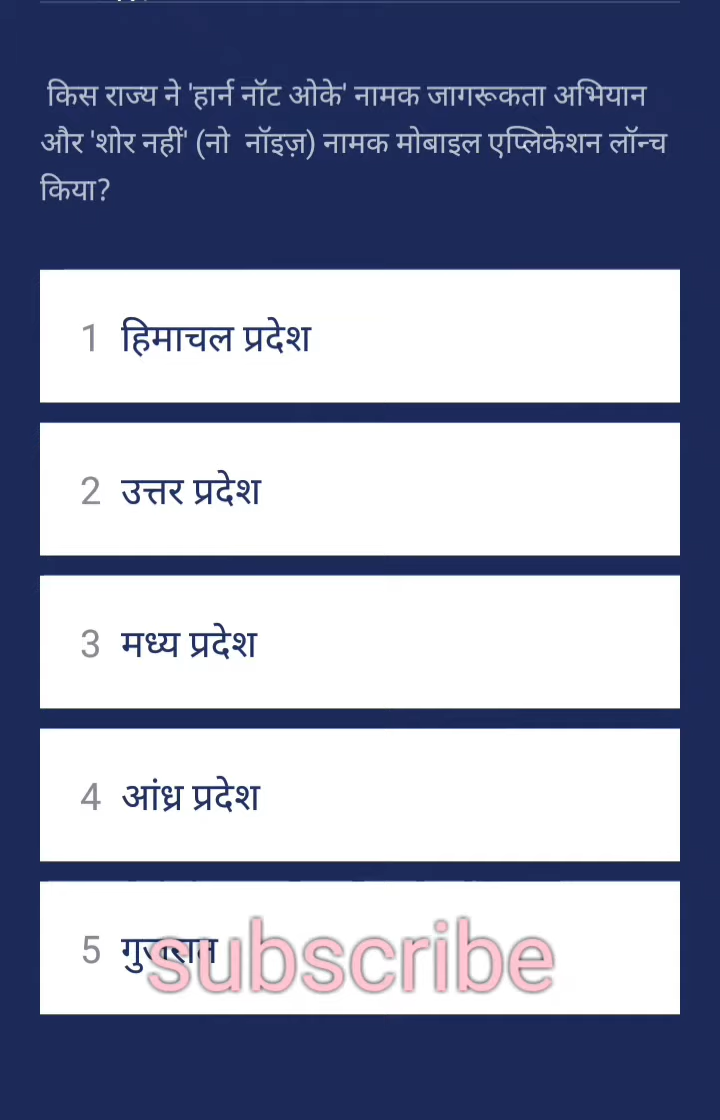 किस राज्य ने 'हार्न नॉट ओके' नामक जागरूकता अभियान
और 'शोर नहीं' (नो नॉइज़) नामक मोबाइल एप्लिकेशन लॉन्च
किया?
1 हिमाचल प्रदेश
2 उत्तर प्रदेश
3 मध्य प्रदेश
4 आंध्र प्रदेश
5 गुजरात
subscribe